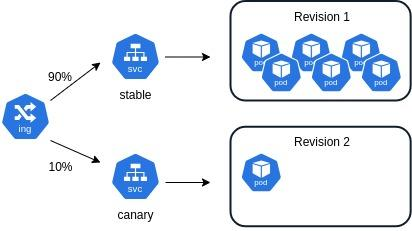 Revision 1
90%
svc
stable
pod
pod
pod
pod
pod
pod
ing
10%
svc
canary
Revision 2
pod